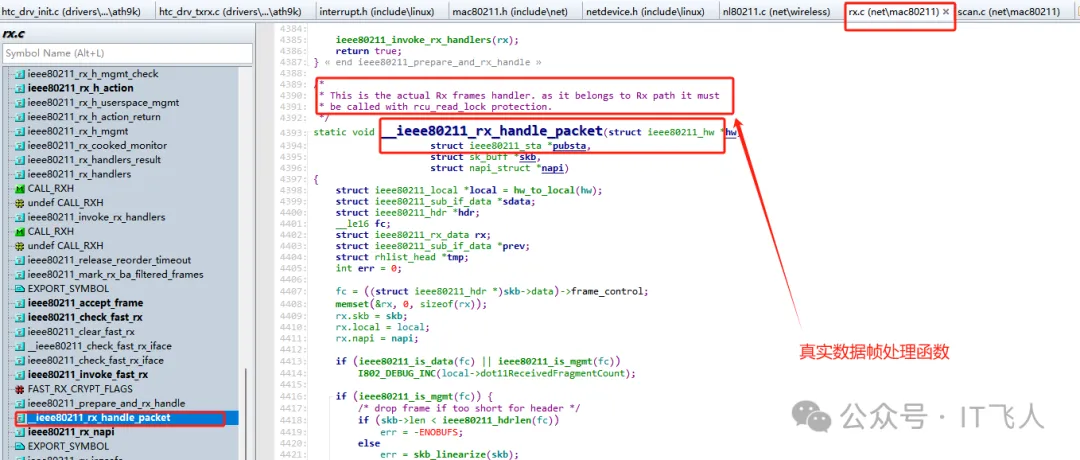 htc_drv_init.c (drivers\...\ath9k) htc_drv_txrx.c (drivers\...\ath9k) interrupt.h (include\linux) mac80211.h (include\net) netdevice.h (include\linux) nl80211.c (net\wireless) rx.c (net\mac80211) × scan.c (net\mac80211)
rx.c
Symbol Name (Alt+L)
ieee80211_rx_h_mgmt_check
ieee80211_rx_h_action
ieee80211_rx_h_userspace_mgmt
ieee80211_rx_h_action_return
ieee80211_rx_h_mgmt
ieee80211_rx_cooked_monitor
ieee80211_rx_handlers_result
ieee80211_rx_handlers
CALL_RXH
undef CALL_RXH
ieee80211_invoke_rx_handlers
CALL_RXH
undef CALL_RXH
ieee80211_release_reorder_timeout
ieee80211_mark_rx_ba_filtered_frames
EXPORT_SYMBOL
ieee80211_accept_frame
ieee80211_check_fast_rx
ieee80211_clear_fast_rx
__ieee80211_check_fast_rx_iface
ieee80211_check_fast_rx_iface
ieee80211_invoke_fast_rx
FAST_RX_CRYPT_FLAGS
ieee80211_prepare_and_rx_handle
__ieee80211_rx_handle_packet
ieee80211_rx_napi
EXPORT_SYMBOL
4384:
4385: ieee80211_invoke_rx_handlers(rx);
4386: return true;
4387: } « end ieee80211_prepare_and_rx_handle »
4388:
4389: /*
4390: * This is the actual Rx frames handler. as it belongs to Rx path it must
4391: * be called with rcu_read_lock protection.
*/
4393: static void __ieee80211_rx_handle_packet(struct ieee80211_hw *hw,
4394: struct ieee80211_sta *pubsta,
4395: struct sk_buff *skb,
4396: struct napi_struct *napi)
4397: {
4398: struct ieee80211_local *local = hw_to_local(hw);
4399: struct ieee80211_sub_if_data *sdata;
4400: struct ieee80211_hdr *hdr;
4401: __le16 fc;
4402: struct ieee80211_rx_data rx;
4403: struct ieee80211_sub_if_data *prev;
4404: struct rhlist_head *tmp;
4405: int err = 0;
4406:
4407: fc = ((struct ieee80211_hdr *)skb->data)->frame_control;
4408: memset(&rx, 0, sizeof(rx));
4409: rx.skb = skb;
4410: rx.local = local;
4411: rx.napi = napi;
4412:
4413: if (ieee80211_is_data(fc) || ieee80211_is_mgmt(fc))
4414: I802_DEBUG_INC(local->dot11ReceivedFragmentCount);
4415:
4416: if (ieee80211_is_mgmt(fc)) {
4417: /* drop frame if too short for header */
4418: if (skb->len < ieee80211_hdrlen(fc))
4419: err = -ENOBUFS;
4420: else
4421: err = skb_linearize(skb);
真实数据帧处理函数
公众号·IT飞人